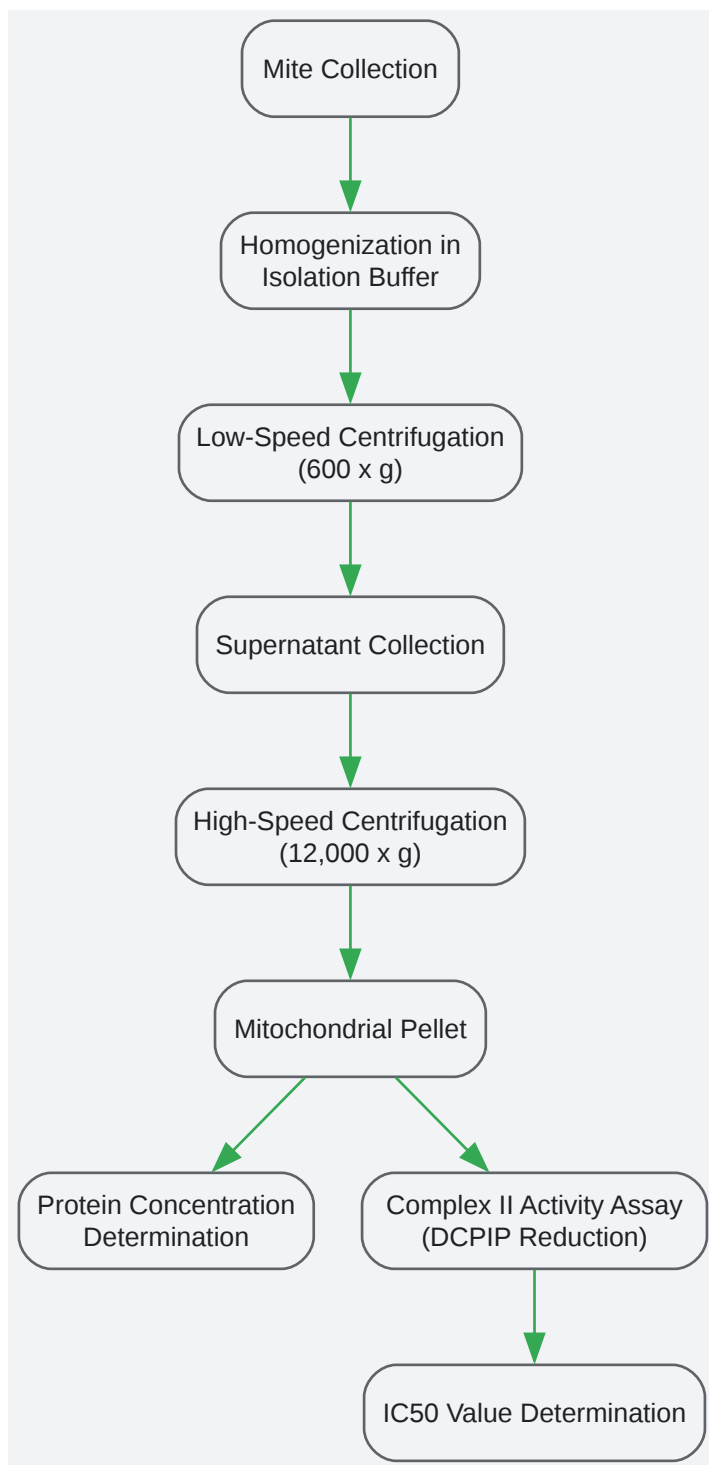 Mite Collection
Homogenization in
Isolation Buffer
Low-Speed Centrifugation
(600 x g)
Supernatant Collection
High-Speed Centrifugation
(12,000 x g)
Mitochondrial Pellet
Protein Concentration
Determination
Complex II Activity Assay
(DCPIP Reduction)
IC50 Value Determination